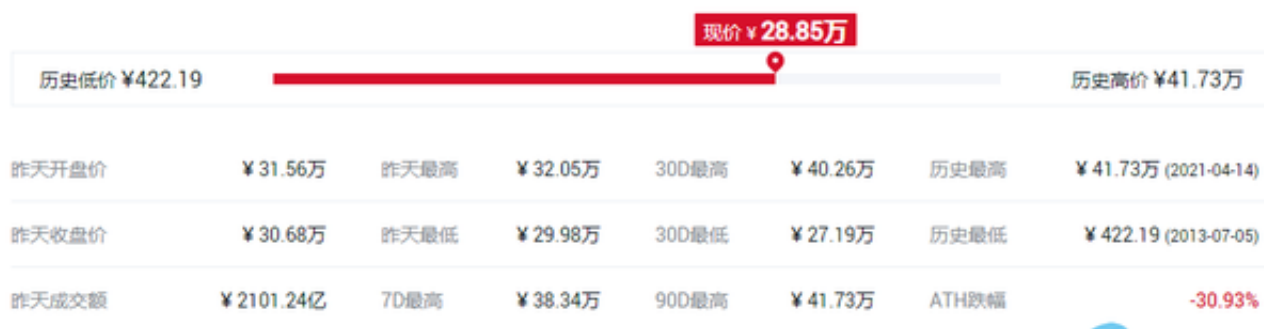 现价 ¥ 28.85万
历史低价 ¥422.19 历史高价 ¥41.73万
昨天开盘价 ¥ 31.56万 昨天最高 ¥ 32.05万 30D最高 ¥ 40.26万 历史最高 ¥ 41.73万 (2021-04-14)
昨天收盘价 ¥ 30.68万 昨天最低 ¥ 29.98万 30D最低 ¥ 27.19万 历史最低 ¥ 422.19 (2013-07-05)
昨天成交额 ¥ 2101.24亿 7D最高 ¥ 38.34万 90D最高 ¥ 41.73万 ATH跌幅 -30.93%